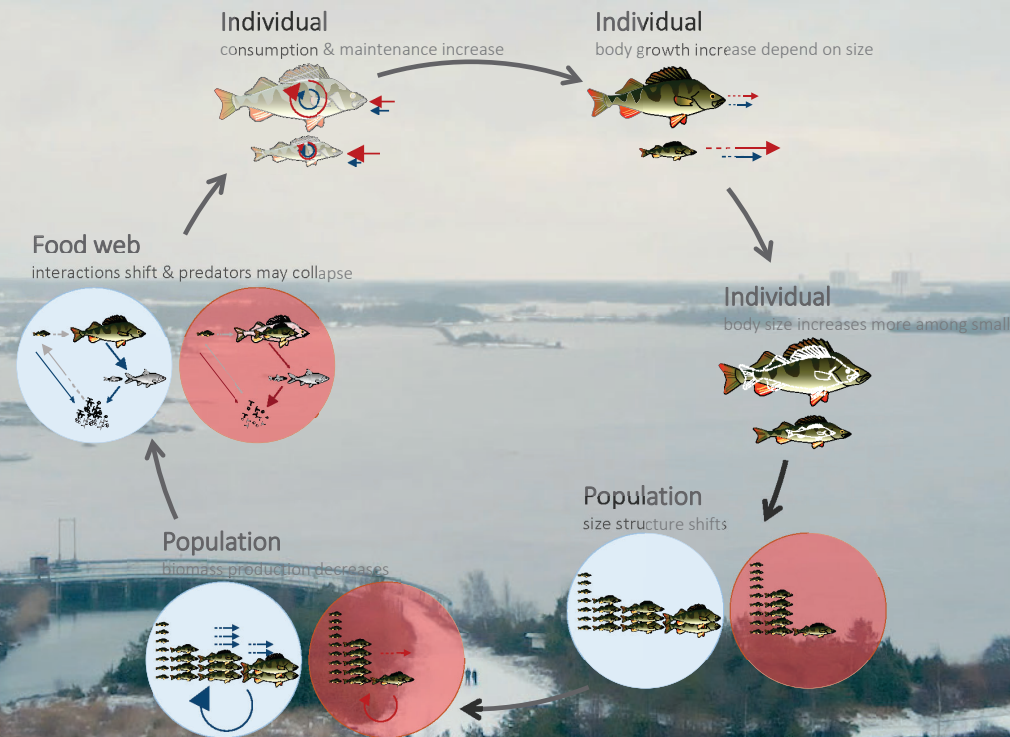 Individual
consumption & maintenance increase
Individual
body growth increase depend on size
Food web
interactions shift & predators may collapse
Individual
body size increases more among small
Population
size structure shifts
Population
biomass production decreases